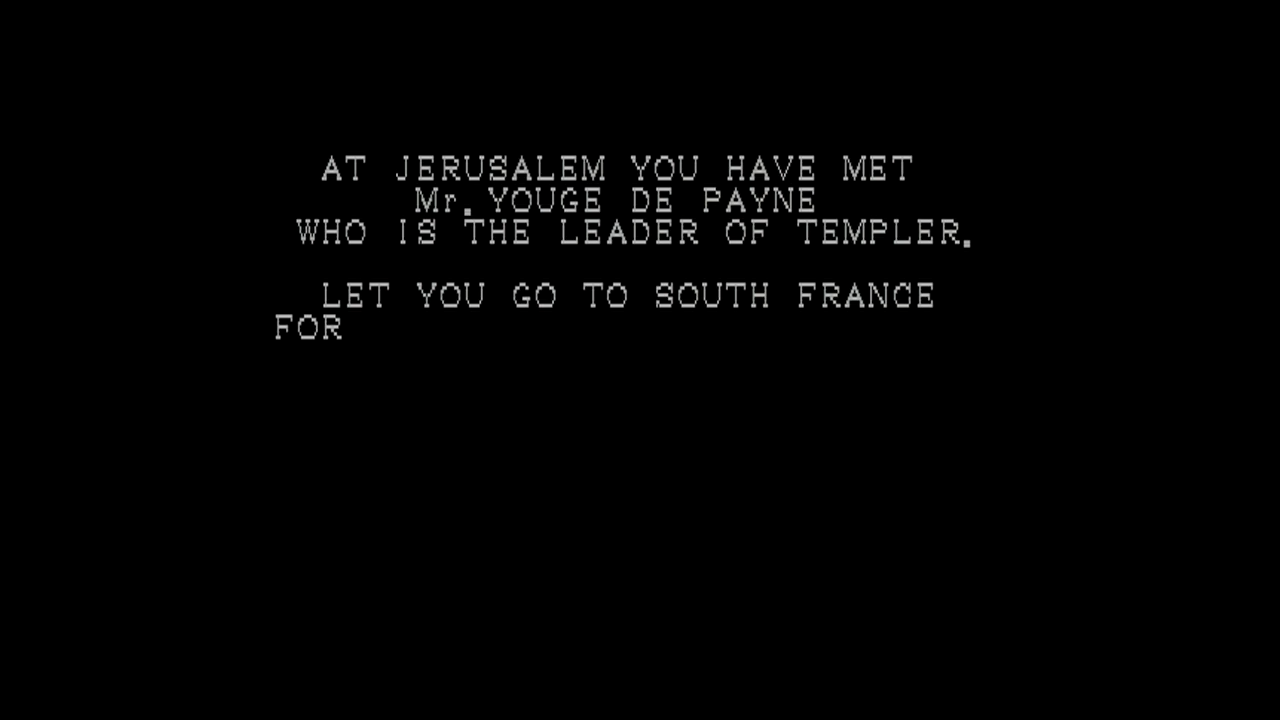 AT JERUSALEM YOU HAVE MET
Mr.YOUGE DE PAYNE
WHO IS THE LEADER OF TEMPLER.
LET YOU GO TO SOUTH FRANCE
FOR